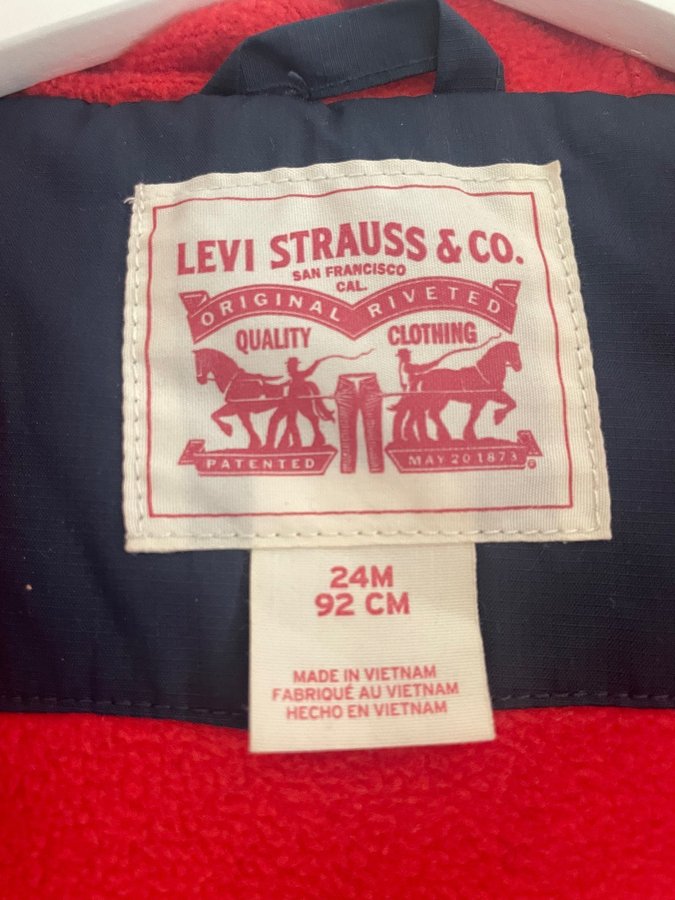 LEVI STRAUSS & CO.
SAN FRANCISCO
CAL.
ORIGINAL RIVETED
QUALITY CLOTHING
PATENTED MAY 20 1873 ®
24M
92 CM
MADE IN VIETNAM
FABRIQUÉ AU VIETNAM
HECHO EN VIETNAM